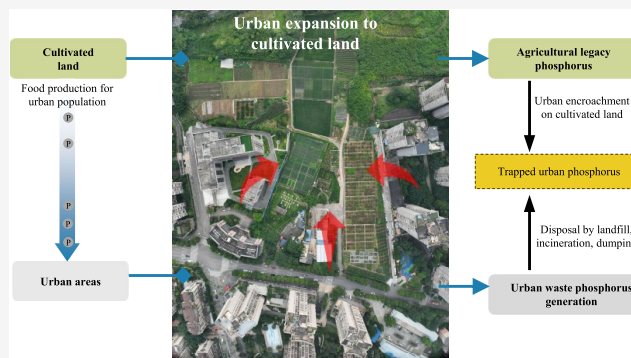 Urban expansion to
cultivated land
Cultivated
land
Food production for
urban population
P
P
P
P
P
Urban areas
Agricultural legacy
phosphorus
Urban encroachment
on cultivated land
Trapped urban phosphorus
Disposal by landfill,
incineration, dumpin
Urban waste phosphorus
generation